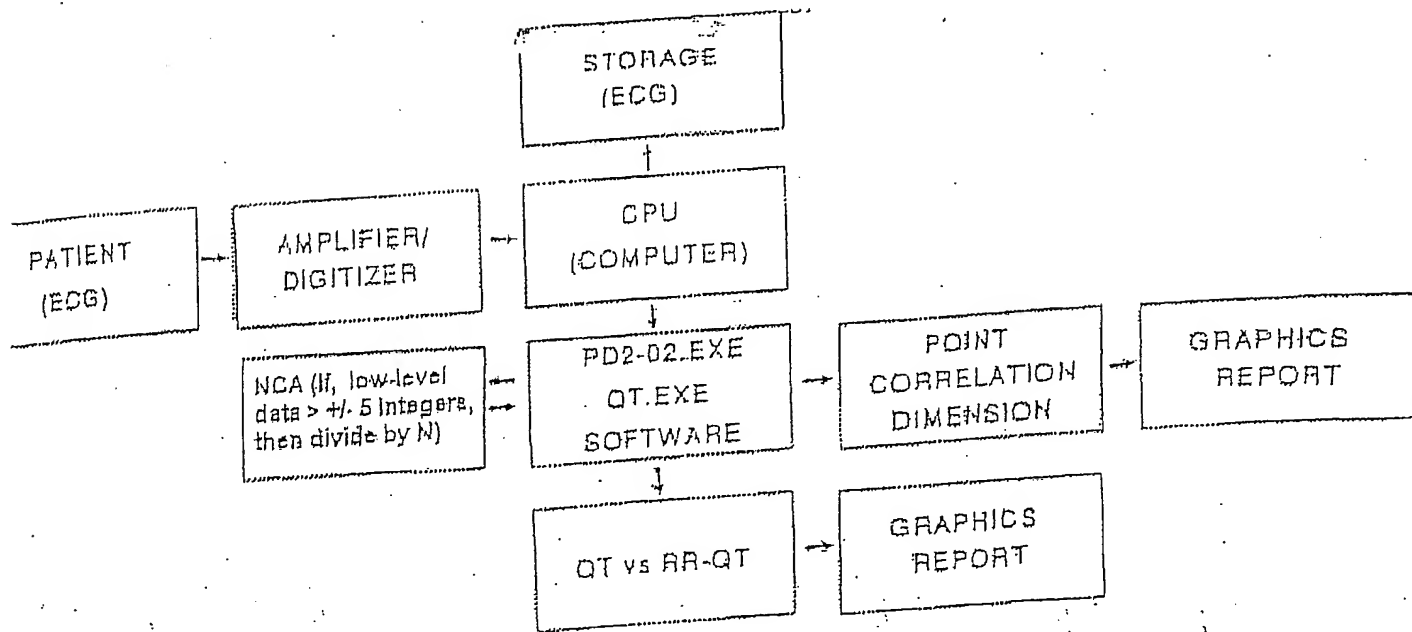 STORAGE
(ECG)
PATIENT
(ECG)
AMPLIFIER/
DIGITIZER
CPU
(COMPUTER)
NCA (If, low-level
data > +/- 5 integers,
then divide by N)
PD2-02.EXE
QT.EXE
SOFTWARE
POINT
CORRELATION
DIMENSION
GRAPHICS
REPORT
QT vs RR-QT
GRAPHICS
REPORT